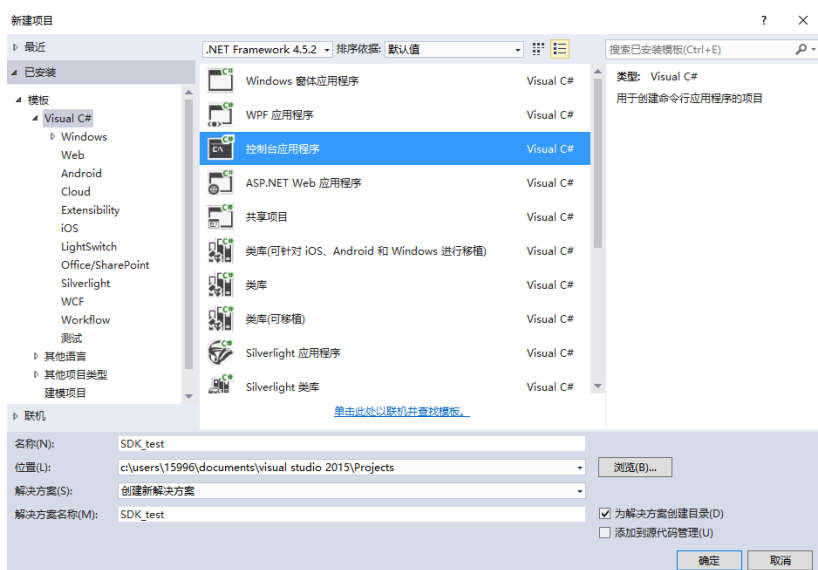 新建项目
? ×
最近
.NET Framework 4.5.2 排序依据: 默认值
搜索已安装模板(Ctrl+E)
已安装
模板
Visual C#
Windows
Web
Android
Cloud
Extensibility
iOS
LightSwitch
Office/SharePoint
Silverlight
WCF
Workflow
测试
其他语言
其他项目类型
建模项目
联机
Windows 窗体应用程序 Visual C#
WPF 应用程序 Visual C#
控制台应用程序 Visual C#
ASP.NET Web 应用程序 Visual C#
共享项目 Visual C#
类库(可针对 iOS、Android 和 Windows 进行移植) Visual C#
类库 Visual C#
类库(可移植) Visual C#
Silverlight 应用程序 Visual C#
Silverlight 类库 Visual C#
单击此处以联机并查找模板。
类型: Visual C#
用于创建命令行应用程序的项目
名称(N): SDK_test
位置(L): c:\users\15996\documents\visual studio 2015\Projects 浏览(B)...
解决方案(S): 创建新解决方案
解决方案名称(M): SDK_test
为解决方案创建目录(D)
添加到源代码管理(U)
确定 取消